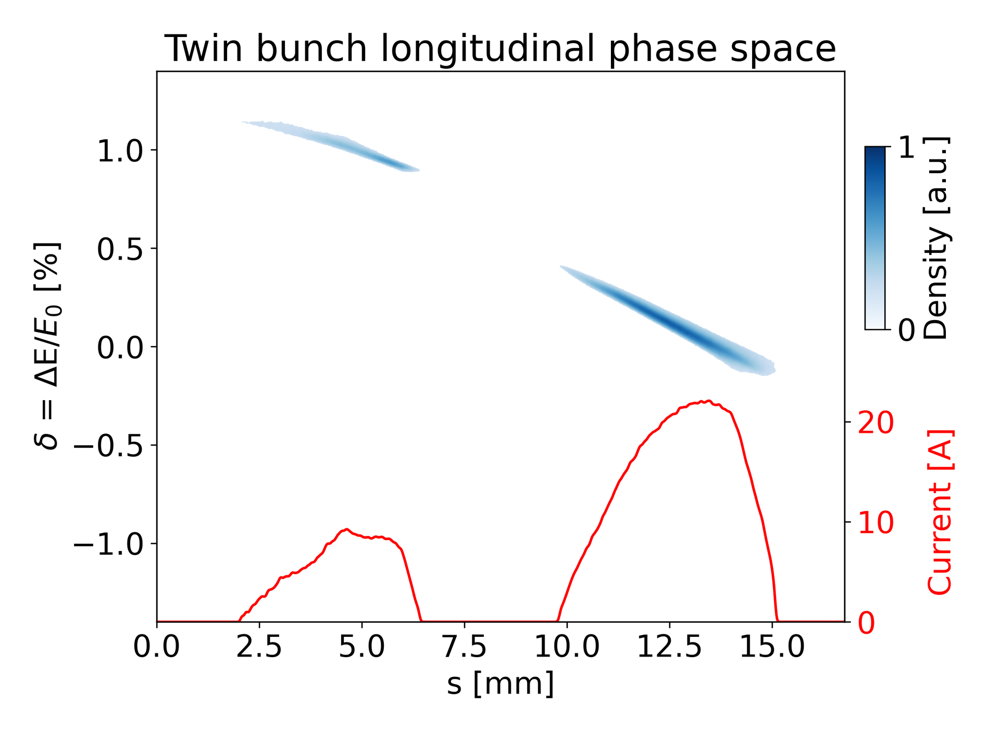 Twin bunch longitudinal phase space
δ = ΔE/E₀ [%]
1.0
0.5
0.0
−0.5
−1.0
0.0 2.5 5.0 7.5 10.0 12.5 15.0
s [mm]
1
0
Density [a.u.]
20
10
0
Current [A]